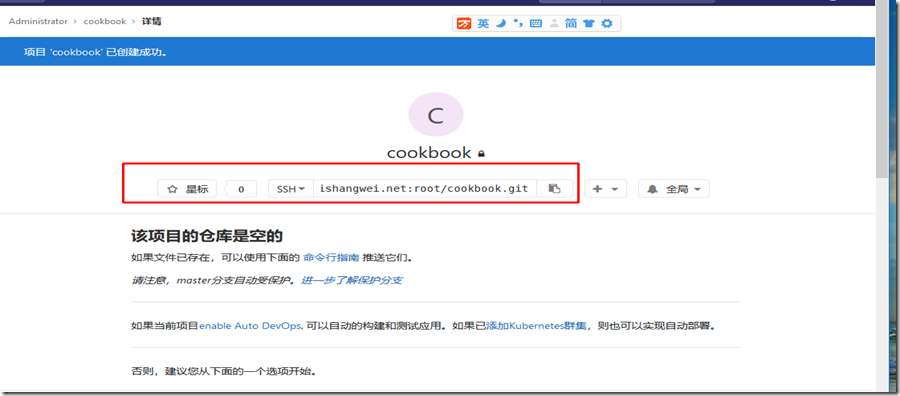 Administrator › cookbook › 详情
英 简
项目 'cookbook' 已创建成功。
C
cookbook
星标 0 SSH ishangwei.net:root/cookbook.git + 全局
该项目的仓库是空的
如果文件已存在，可以使用下面的 命令行指南 推送它们。
请注意，master分支自动受保护。进一步了解保护分支
如果当前项目enable Auto DevOps, 可以自动的构建和测试应用。如果已添加Kubernetes群集，则也可以实现自动部署。
否则，建议您从下面的一个选项开始。